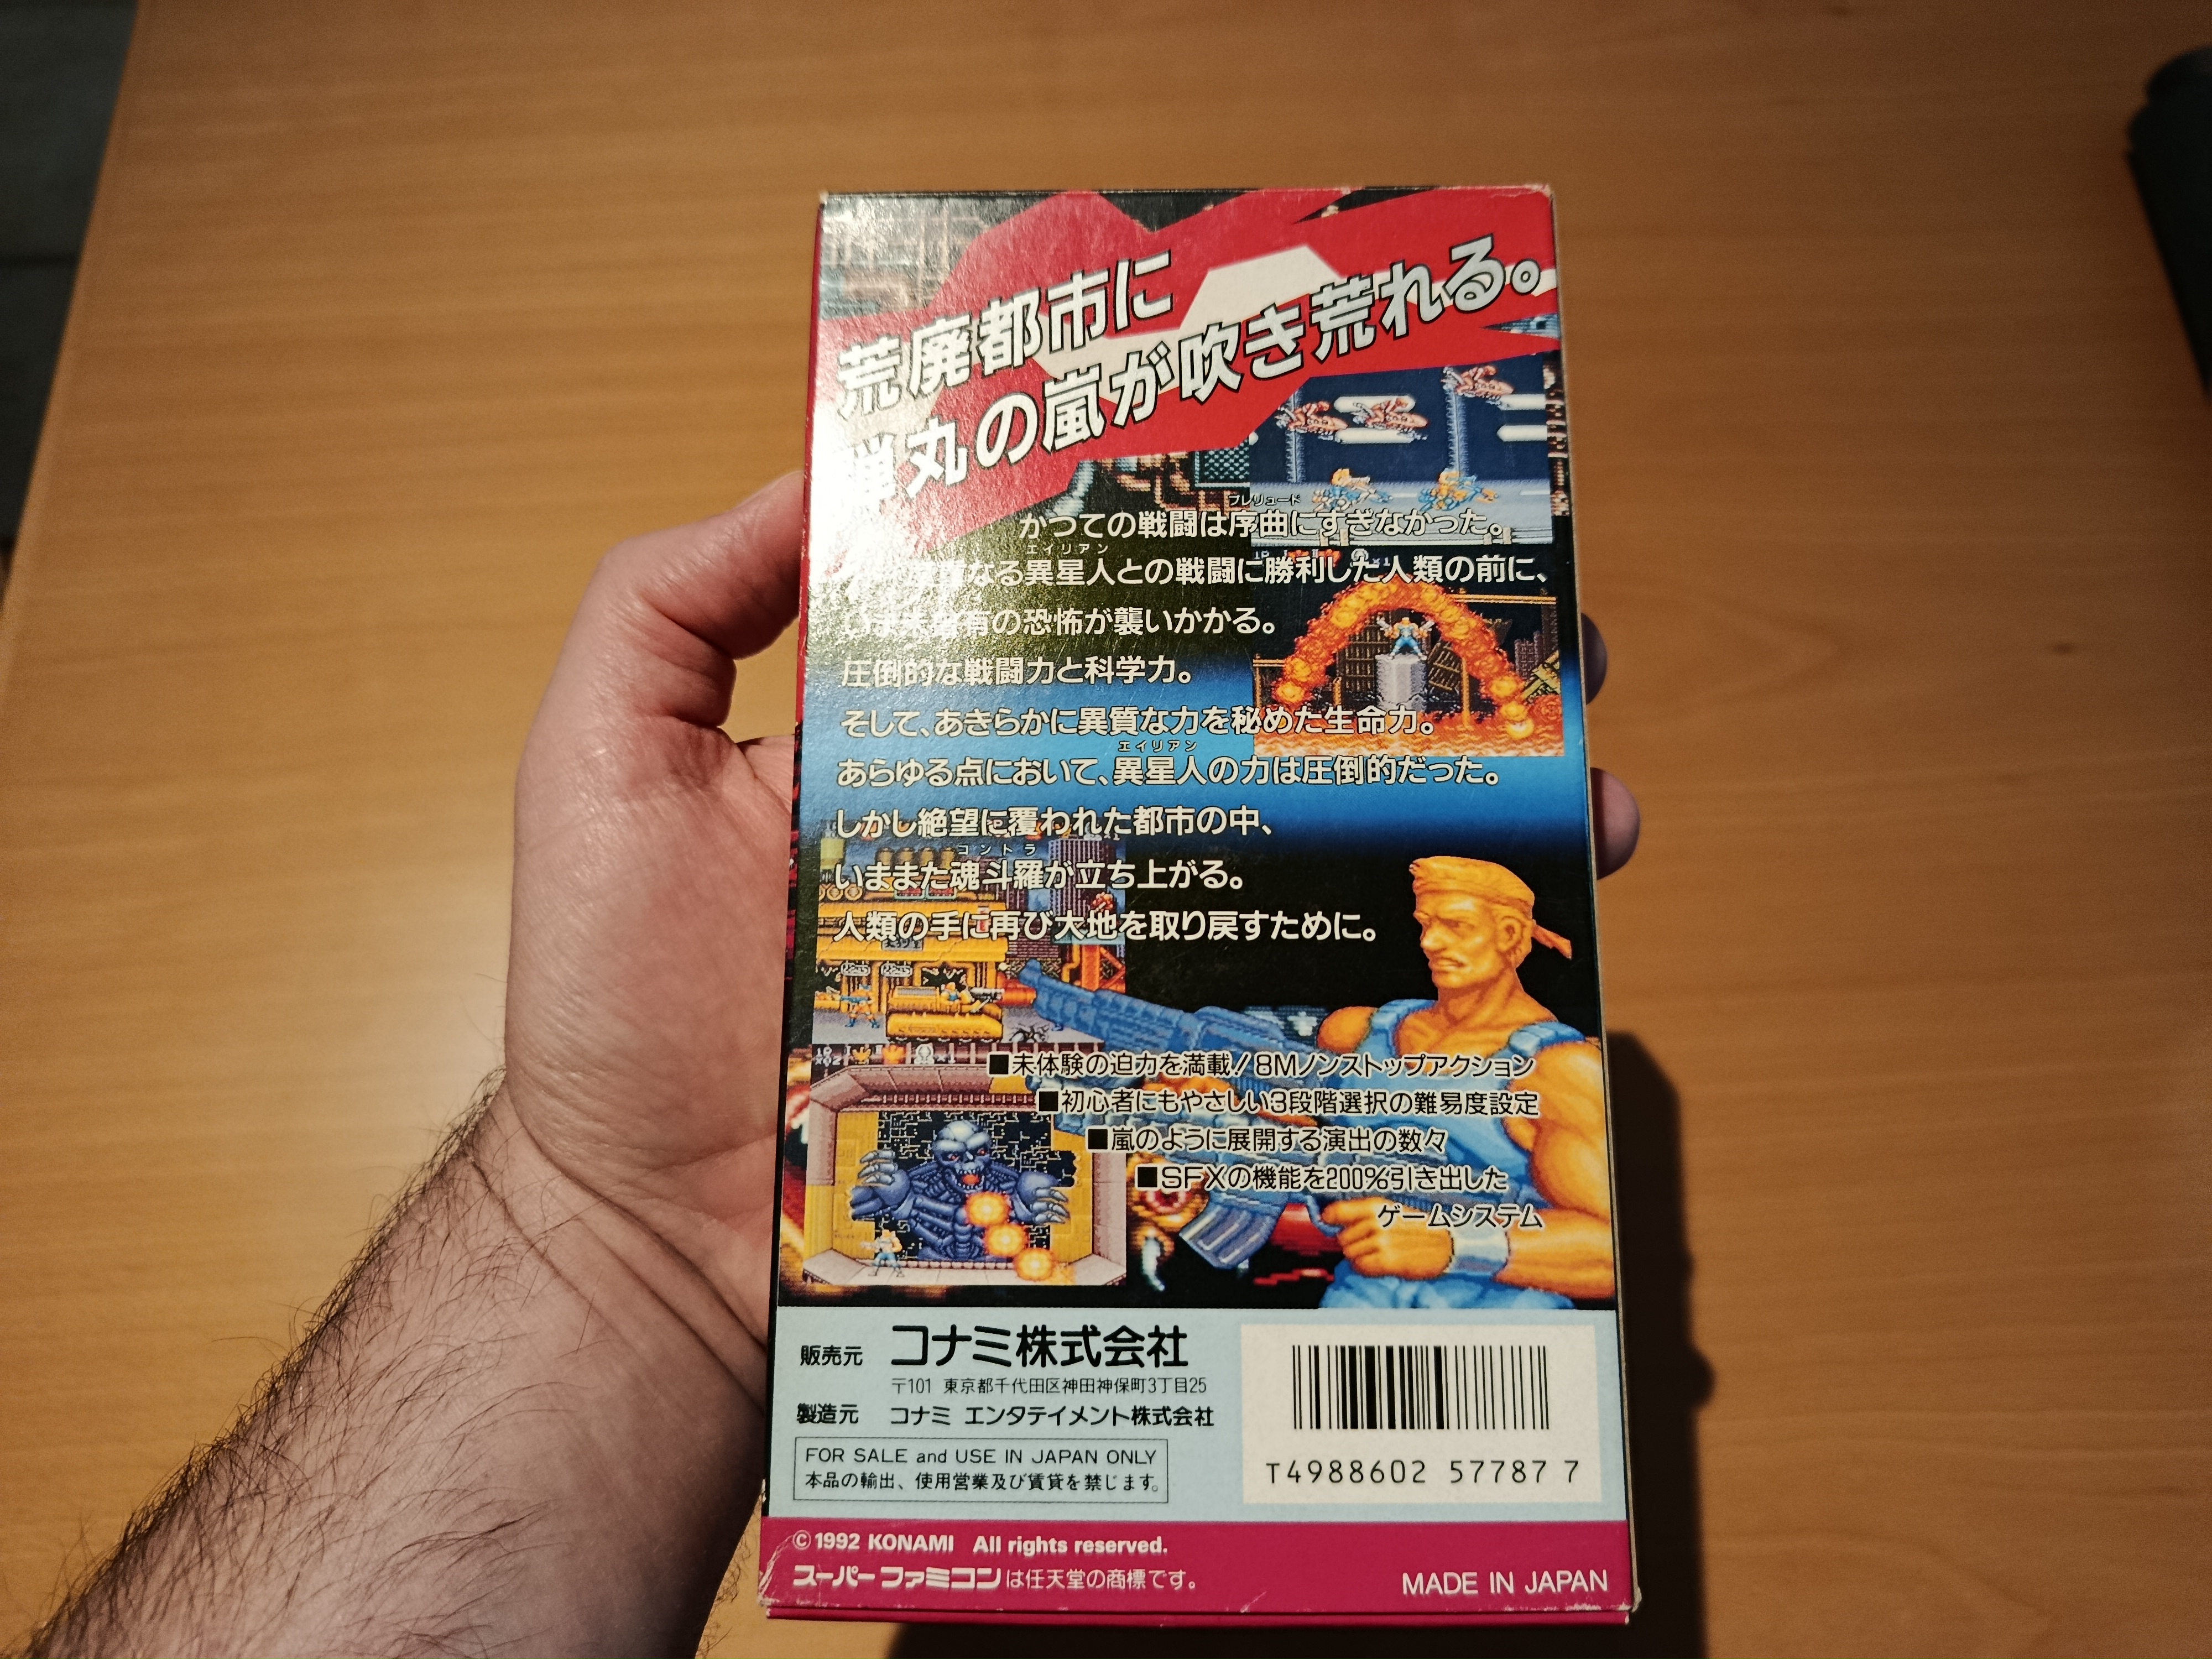 荒廃都市に
弾丸の嵐が吹き荒れる。
プレリュード
かつての戦闘は序曲にすぎなかった。
エイリアン
なる異星人との戦闘に勝利した人類の前に、
いま未曾有の恐怖が襲いかかる。
圧倒的な戦闘力と科学力。
そして、あきらかに異質な力を秘めた生命力。
エイリアン
あらゆる点において、異星人の力は圧倒的だった。
しかし絶望に覆われた都市の中、
コントラ
いままた魂斗羅が立ち上がる。
人類の手に再び大地を取り戻すために。
■未体験の迫力を満載!8Mノンストップアクション
■初心者にもやさしい3段階選択の難易度設定
■嵐のように展開する演出の数々
■SFXの機能を200%引き出した
ゲームシステム
販売元 コナミ株式会社
〒101 東京都千代田区神田神保町3丁目25
製造元 コナミ エンタテイメント株式会社
FOR SALE and USE IN JAPAN ONLY
本品の輸出、使用営業及び賃貸を禁じます。
T4988602 57787 7
©1992 KONAMI All rights reserved.
スーパーファミコンは任天堂の商標です。
MADE IN JAPAN